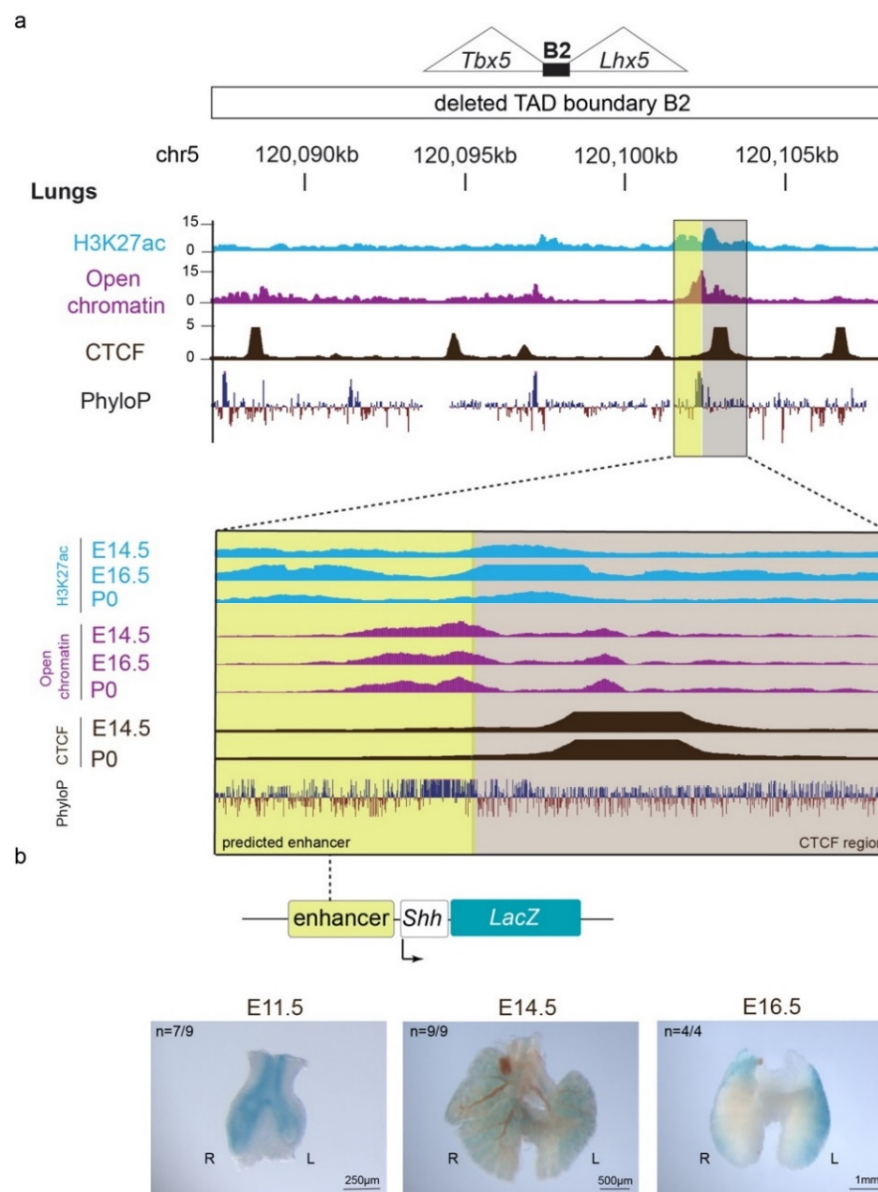 a
Tbx5 B2 Lhx5
deleted TAD boundary B2
chr5 120,090kb 120,095kb 120,100kb 120,105kb
Lungs
H3K27ac 15 0
Open chromatin 15 0
CTCF 5 0
PhyloP
H3K27ac
E14.5
E16.5
P0
Open chromatin
E14.5
E16.5
P0
CTCF
E14.5
P0
PhyloP
predicted enhancer CTCF region
b
enhancer Shh LacZ
E11.5 E14.5 E16.5
n=7/9 n=9/9 n=4/4
R L R L R L
250µm 500µm 1mm